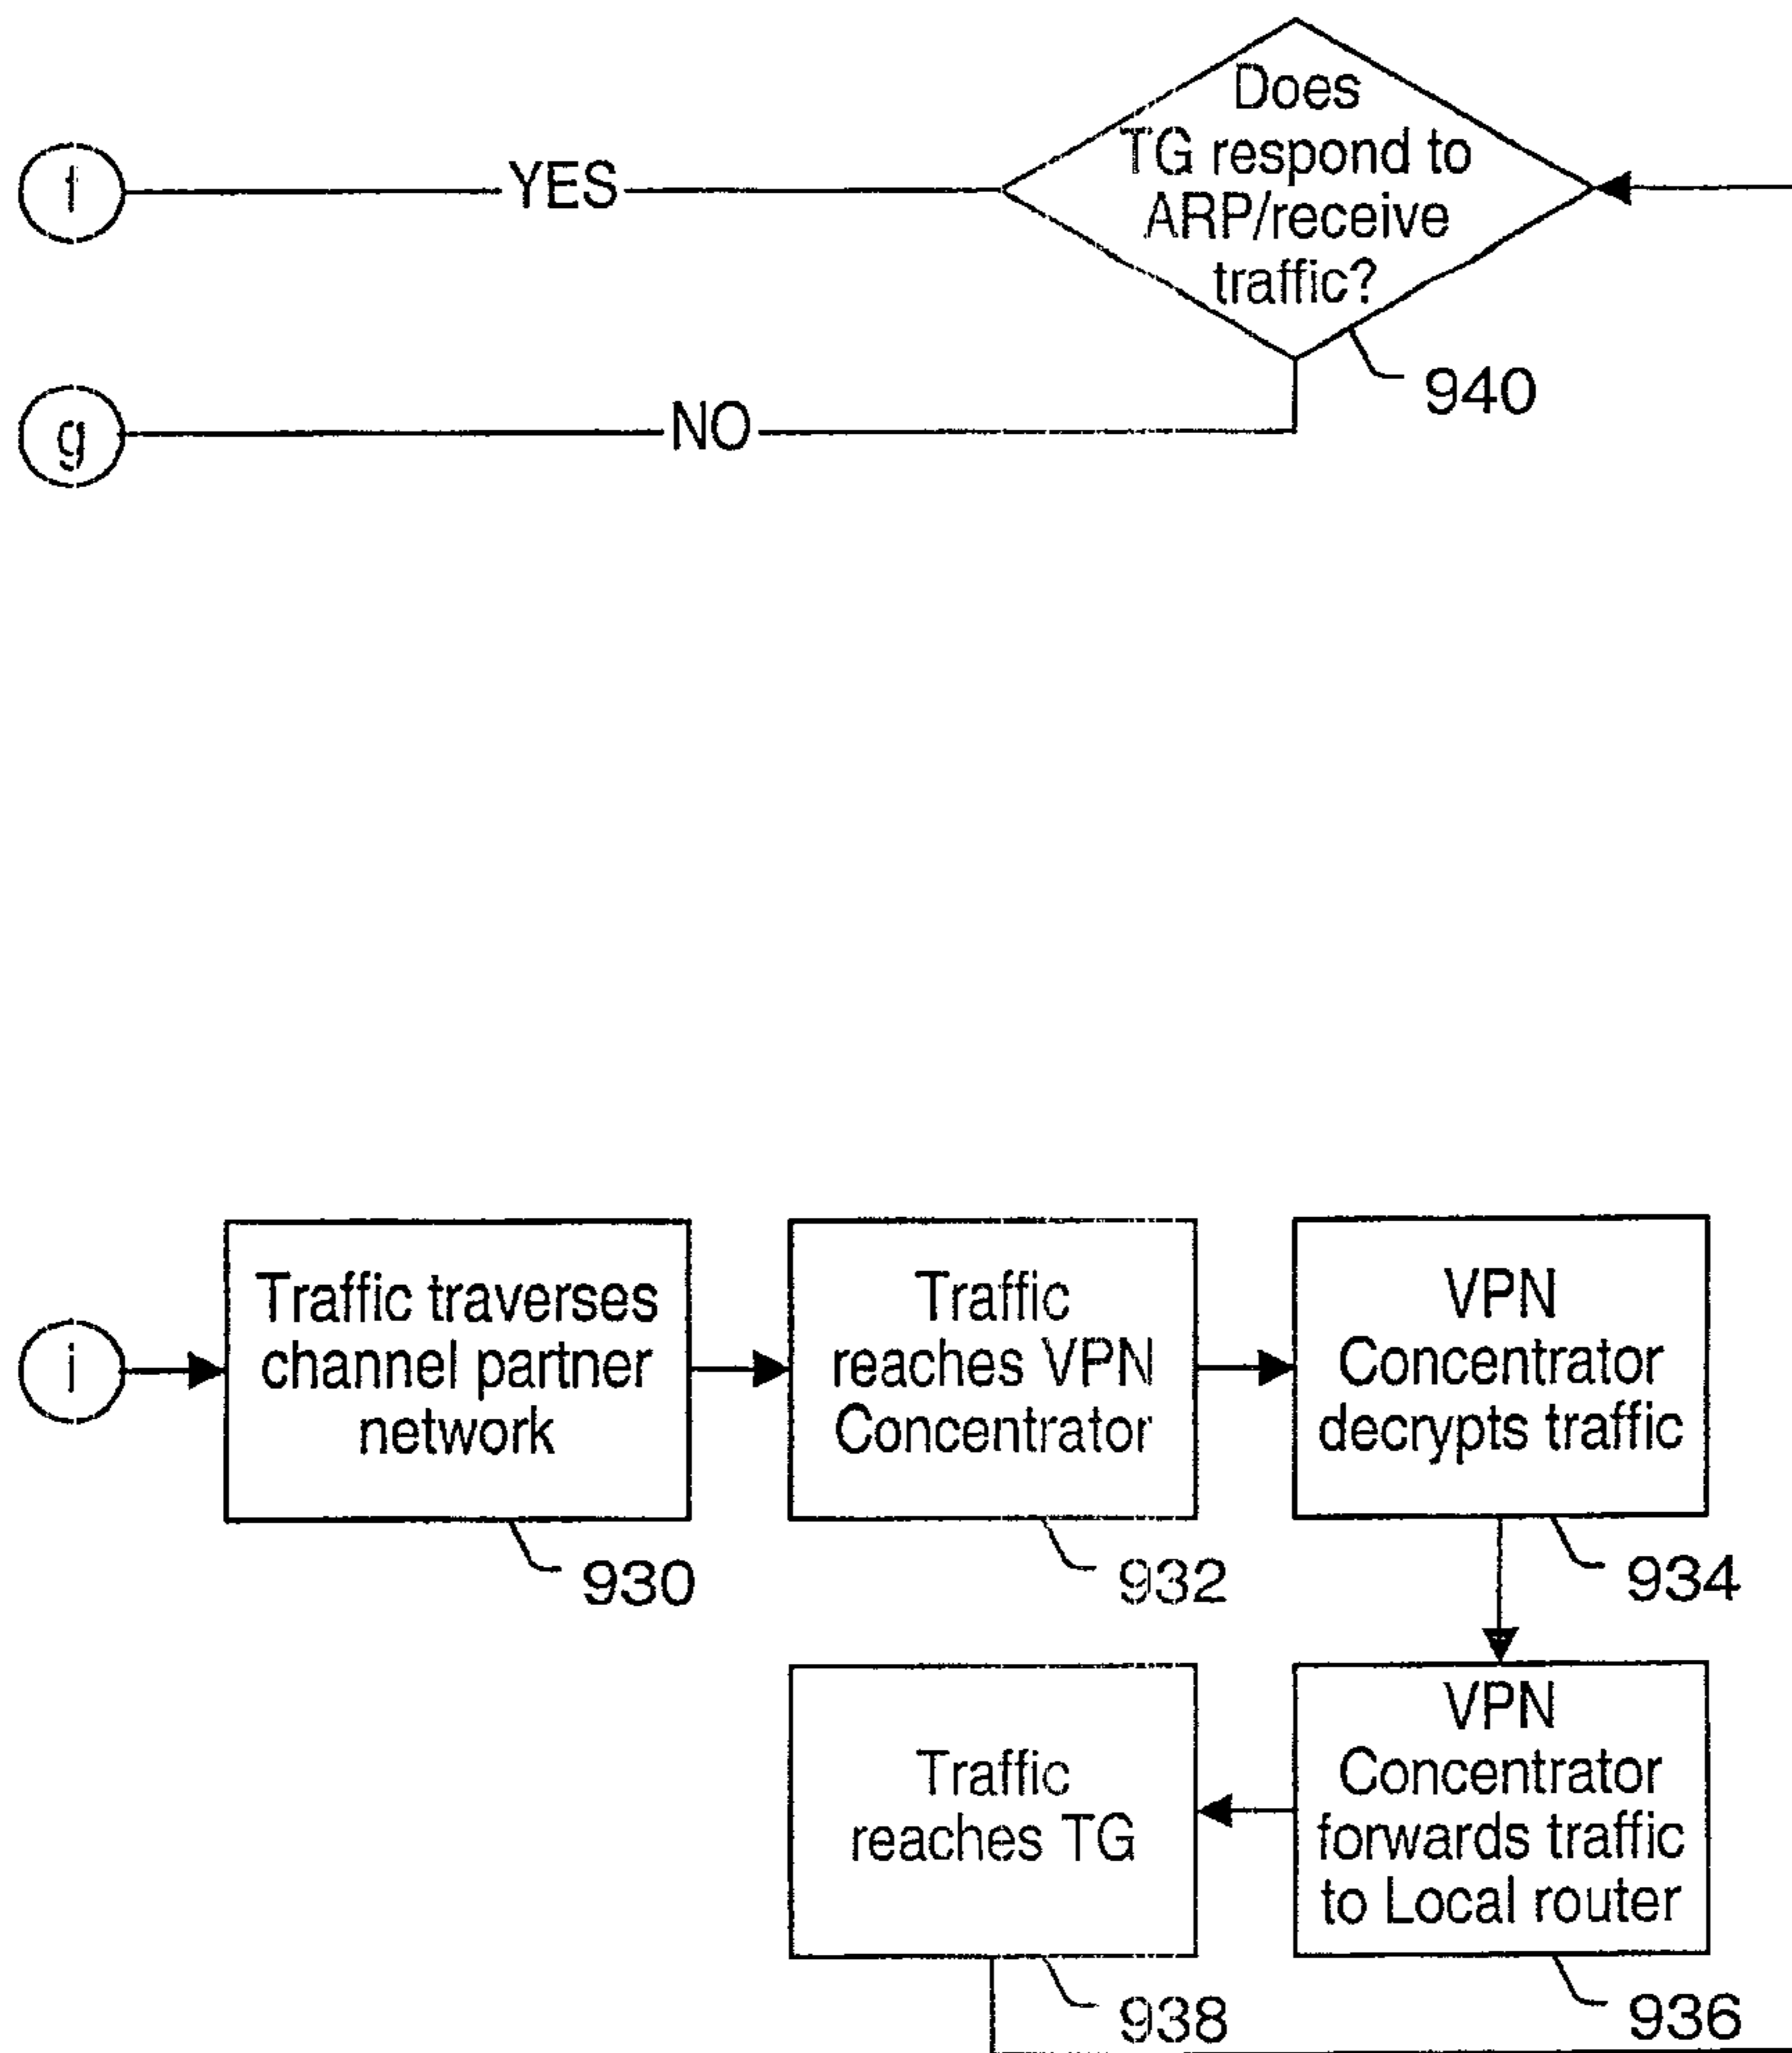 Does
TG respond to
ARP/receive
traffic?
940
f
YES
g
NO
i
Traffic traverses
channel partner
network
930
Traffic
reaches VPN
Concentrator
932
VPN
Concentrator
decrypts traffic
934
VPN
Concentrator
forwards traffic
to Local router
936
Traffic
reaches TG
938